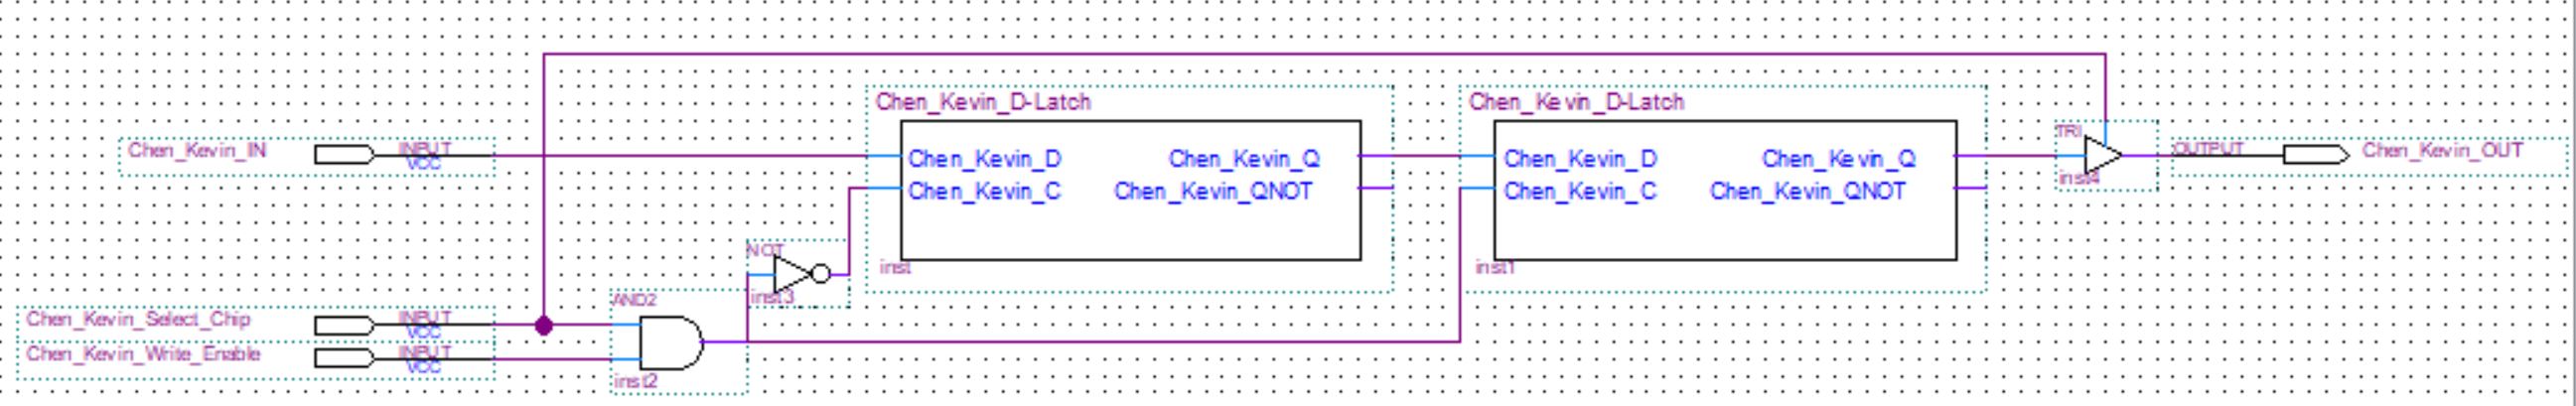 Chen_Kevin_D-Latch
Chen_Kevin_D-Latch
Chen_Kevin_IN
INPUT
VCC
Chen_Kevin_D
Chen_Kevin_Q
Chen_Kevin_C
Chen_Kevin_QNOT
inst
Chen_Kevin_D
Chen_Kevin_Q
Chen_Kevin_C
Chen_Kevin_QNOT
inst1
TRI
inst4
OUTPUT
Chen_Kevin_OUT
NOT
inst3
Chen_Kevin_Select_Chip
INPUT
VCC
Chen_Kevin_Write_Enable
INPUT
VCC
AND2
inst2